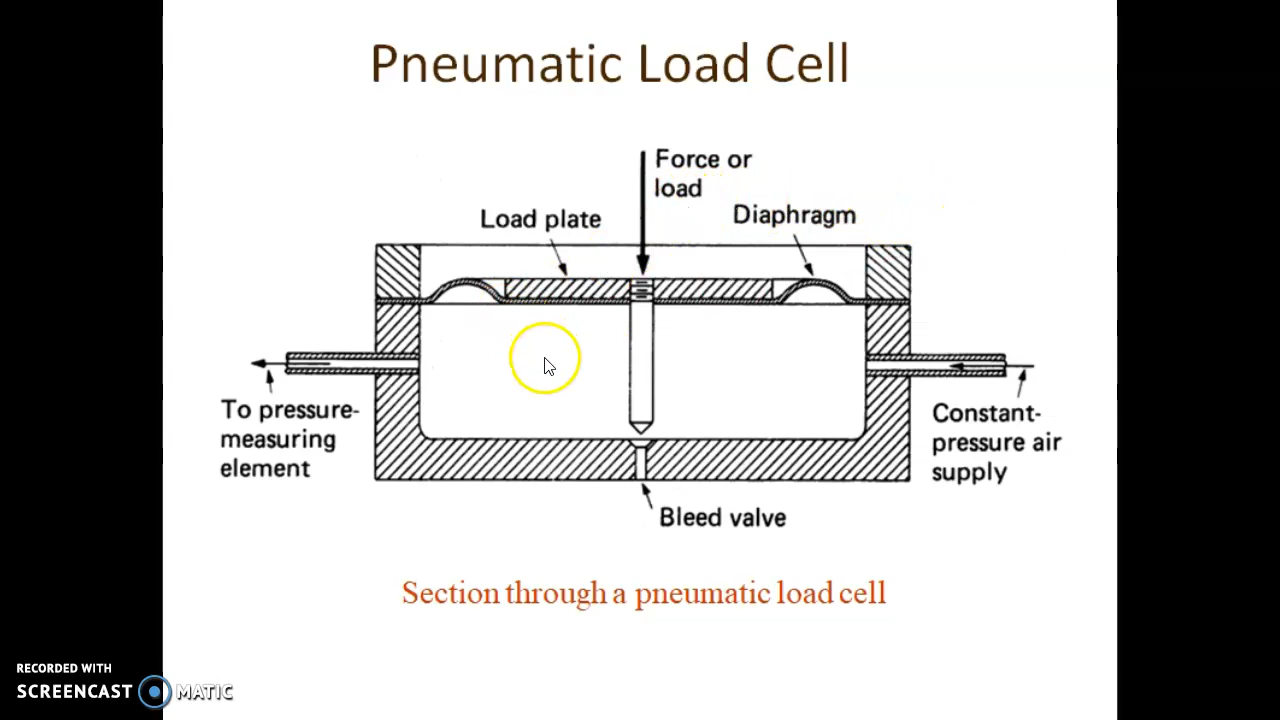 Pneumatic Load Cell
Force or
load
Load plate
Diaphragm
To pressure-
measuring
element
Constant-
pressure air
supply
Bleed valve
Section through a pneumatic load cell
RECORDED WITH
SCREENCAST MATIC